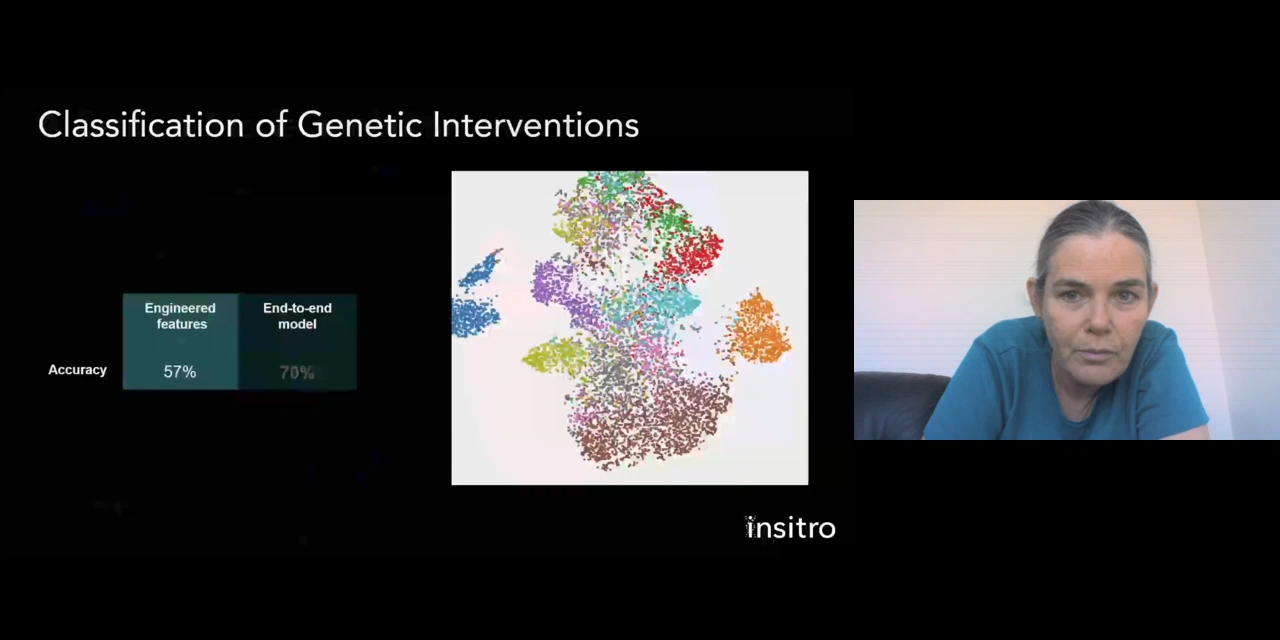 Classification of Genetic Interventions
Engineered features
End-to-end model
Accuracy
57%
70%
insitro